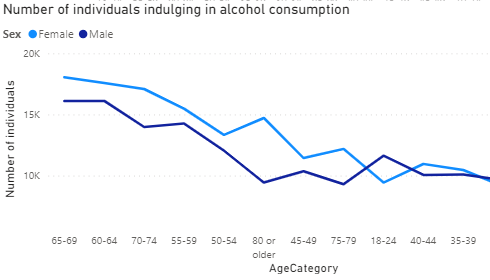 Number of individuals indulging in alcohol consumption
Sex Female Male
20K
15K
10K
Number of individuals
65-69 60-64 70-74 55-59 50-54 80 or older 45-49 75-79 18-24 40-44 35-39
AgeCategory